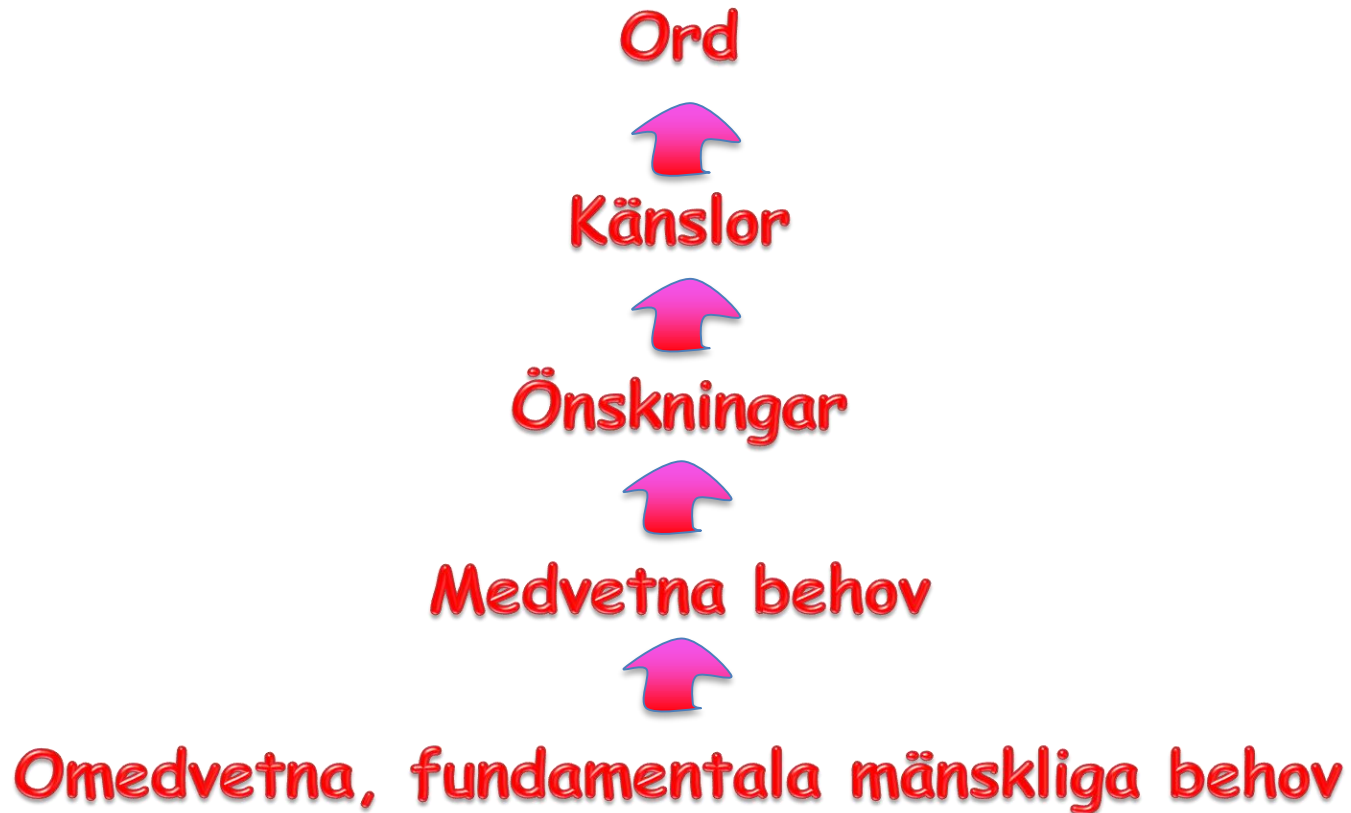 Ord
Känslor
Önskningar
Medvetna behov
Omedvetna, fundamentala mänskliga behov